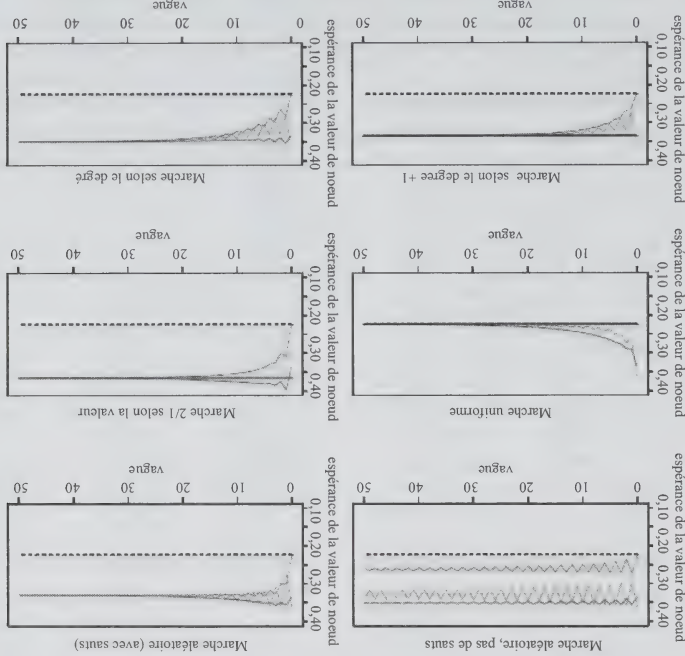 Marche aléatoire, pas de sauts
espérance de la valeur de noeud
0,10 0,20 0,30 0,40
0 10 20 30 40 50
vague
Marche aléatoire (avec sauts)
espérance de la valeur de noeud
0,10 0,20 0,30 0,40
0 10 20 30 40 50
vague
Marche uniforme
espérance de la valeur de noeud
0,10 0,20 0,30 0,40
0 10 20 30 40 50
vague
Marche 2/1 selon la valeur
espérance de la valeur de noeud
0,10 0,20 0,30 0,40
0 10 20 30 40 50
vague
Marche selon le degree +1
espérance de la valeur de noeud
0,10 0,20 0,30 0,40
0 10 20 30 40 50
vague
Marche selon le degré
espérance de la valeur de noeud
0,10 0,20 0,30 0,40
0 10 20 30 40 50
vague